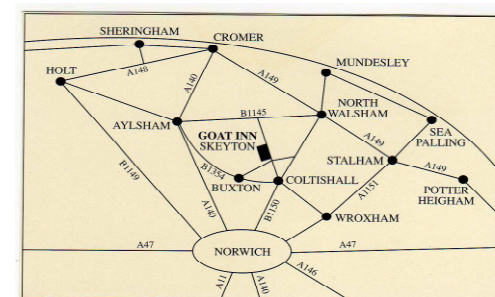 SHERINGHAM
CROMER
HOLT
A148
A149
MUNDESLEY
A140
AYLSHAM
B1145
NORTH
WALSHAM
GOAT INN
SKEYTON
SEA
PALLING
A149
STALHAM
A149
B1354
BUXTON
COLTISHALL
POTTER
HEIGHAM
B1149
A1151
A140
B1150
WROXHAM
A47
NORWICH
A47
A11
A140
A146